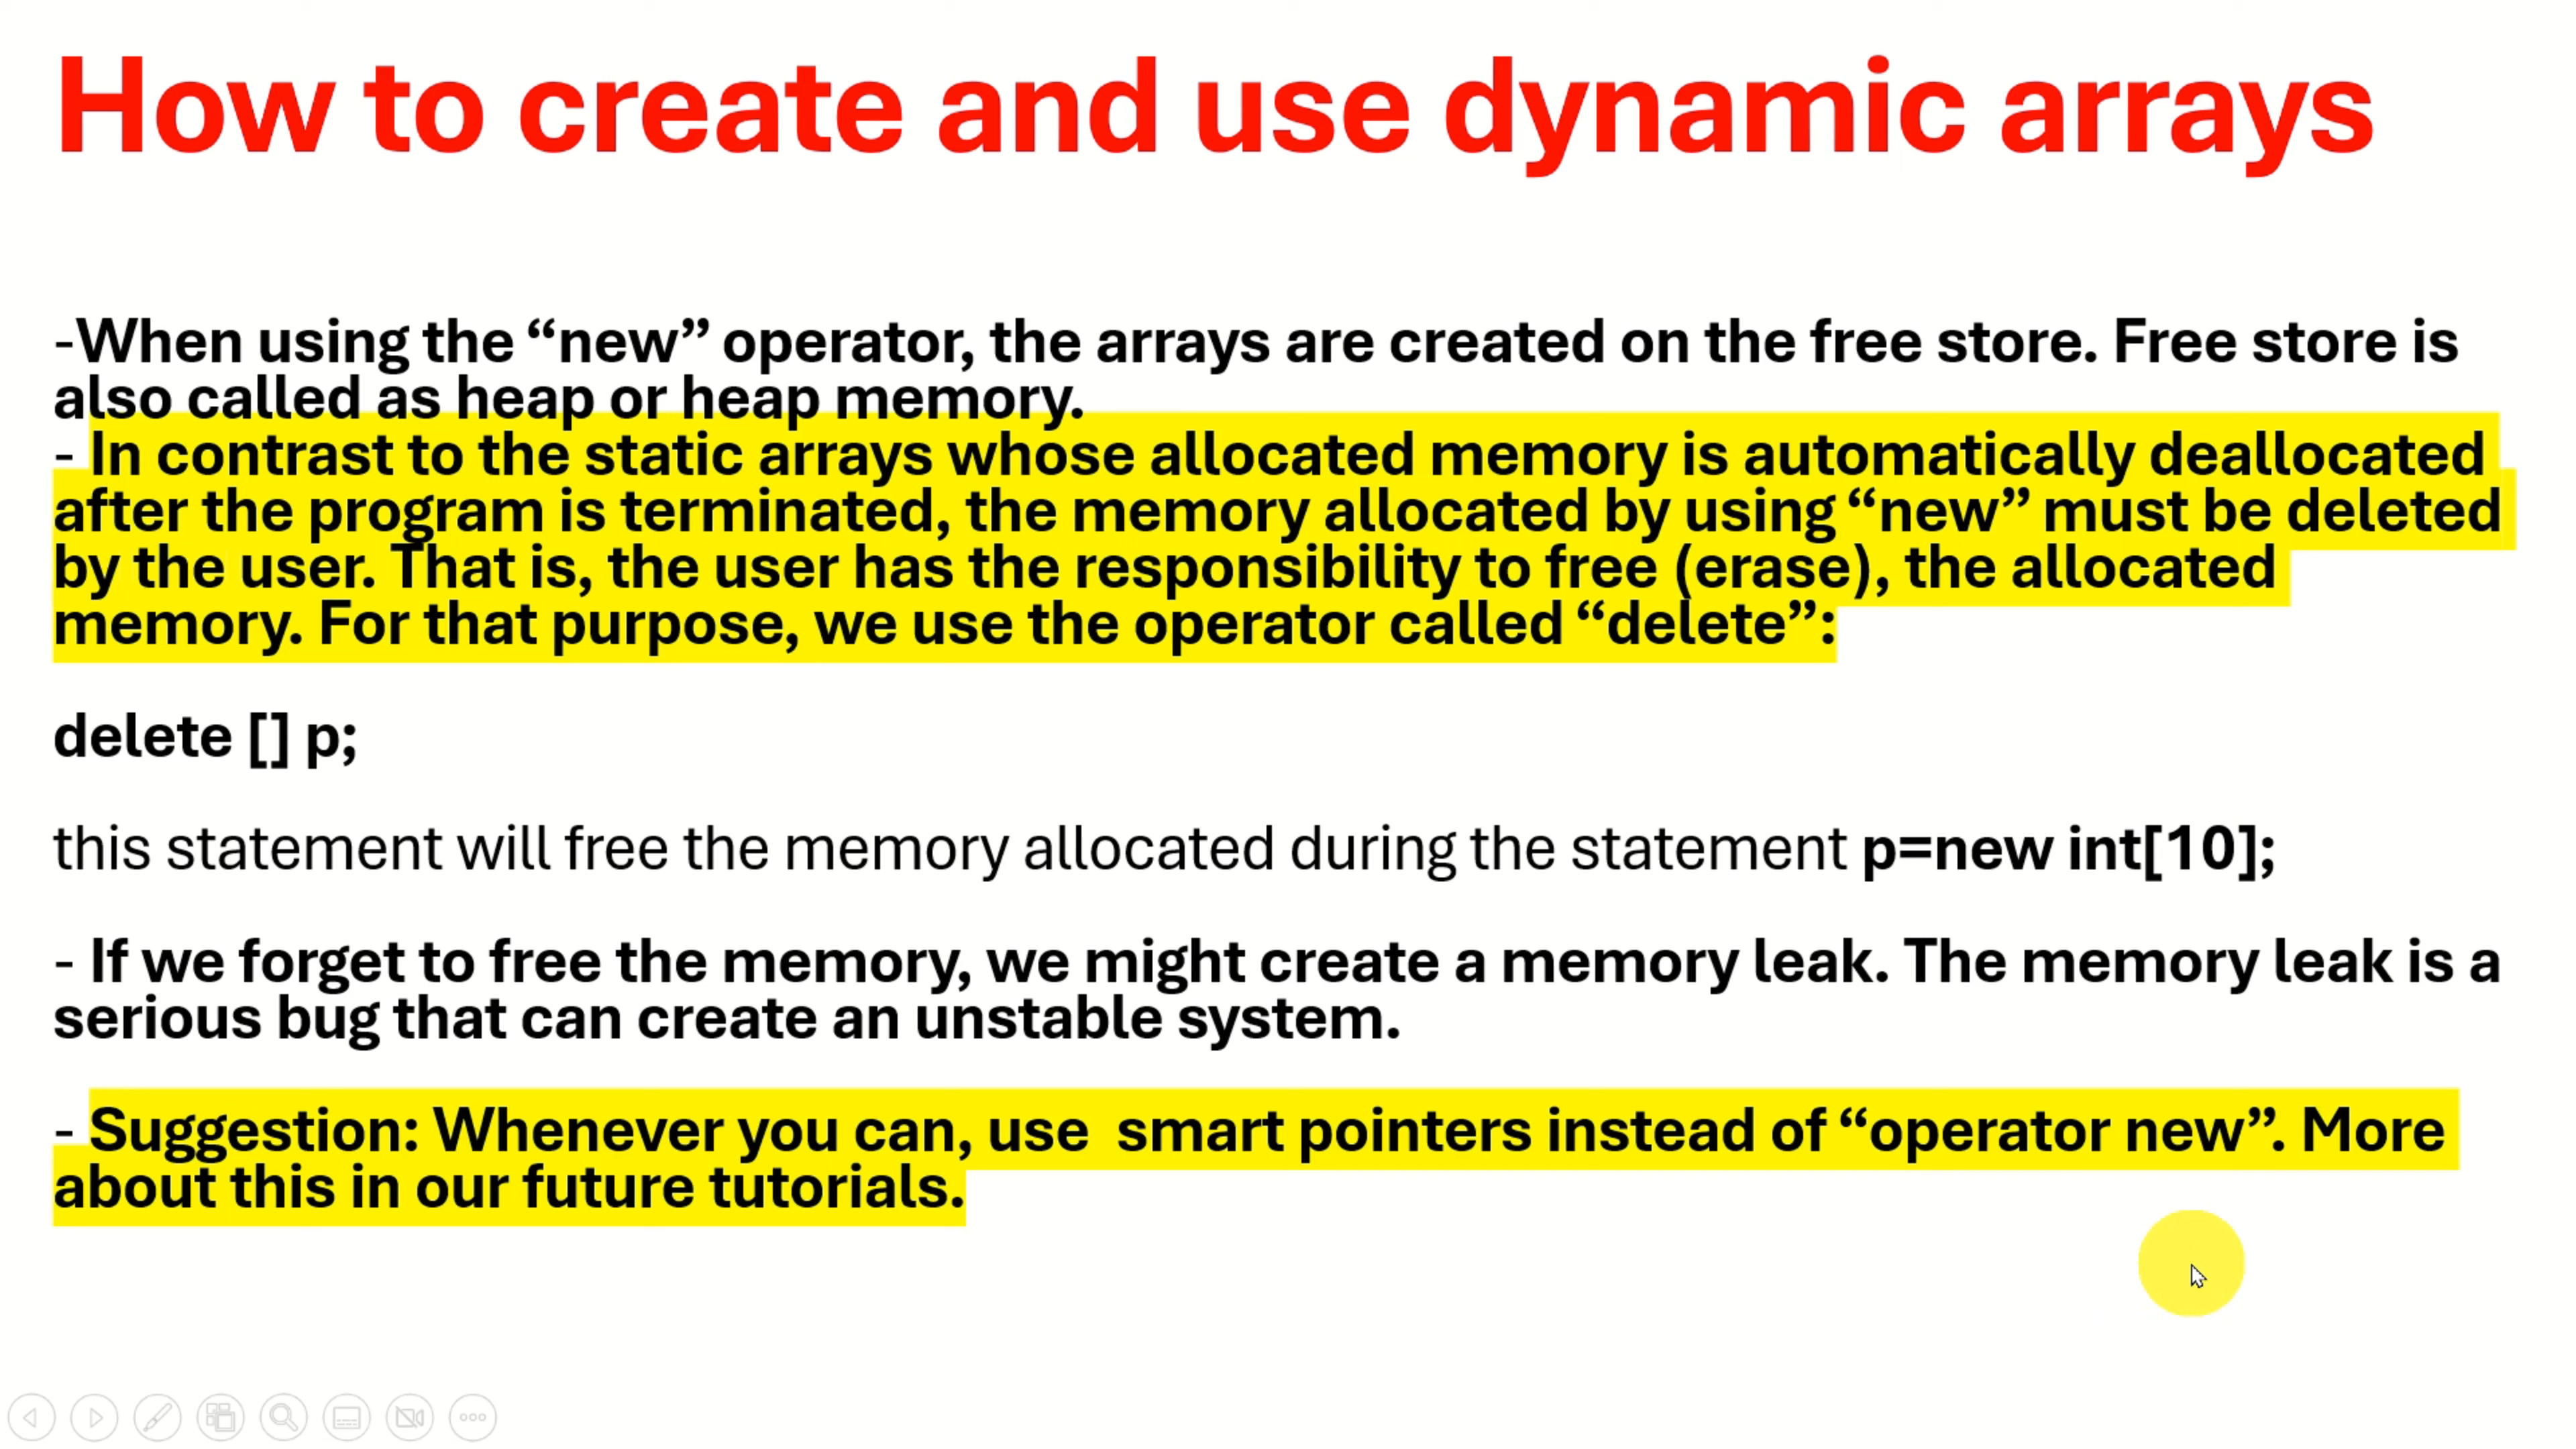 How to create and use dynamic arrays
-When using the “new” operator, the arrays are created on the free store. Free store is
also called as heap or heap memory.
- In contrast to the static arrays whose allocated memory is automatically deallocated
after the program is terminated, the memory allocated by using “new” must be deleted
by the user. That is, the user has the responsibility to free (erase), the allocated
memory. For that purpose, we use the operator called “delete”:
delete [] p;
this statement will free the memory allocated during the statement p=new int[10];
- If we forget to free the memory, we might create a memory leak. The memory leak is a
serious bug that can create an unstable system.
- Suggestion: Whenever you can, use  smart pointers instead of “operator new”. More
about this in our future tutorials.